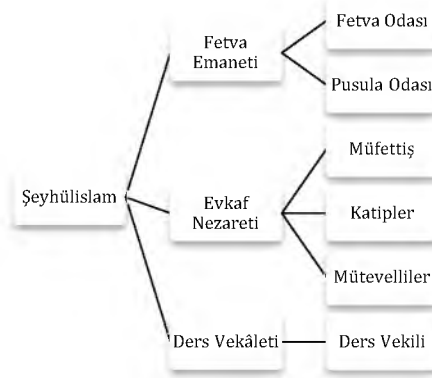 Şeyhülislam
Fetva
Emaneti
Fetva Odası
Pusula Odası
Evkaf
Nezareti
Müfettiş
Katipler
Mütevelliler
Ders Vekâleti
Ders Vekili